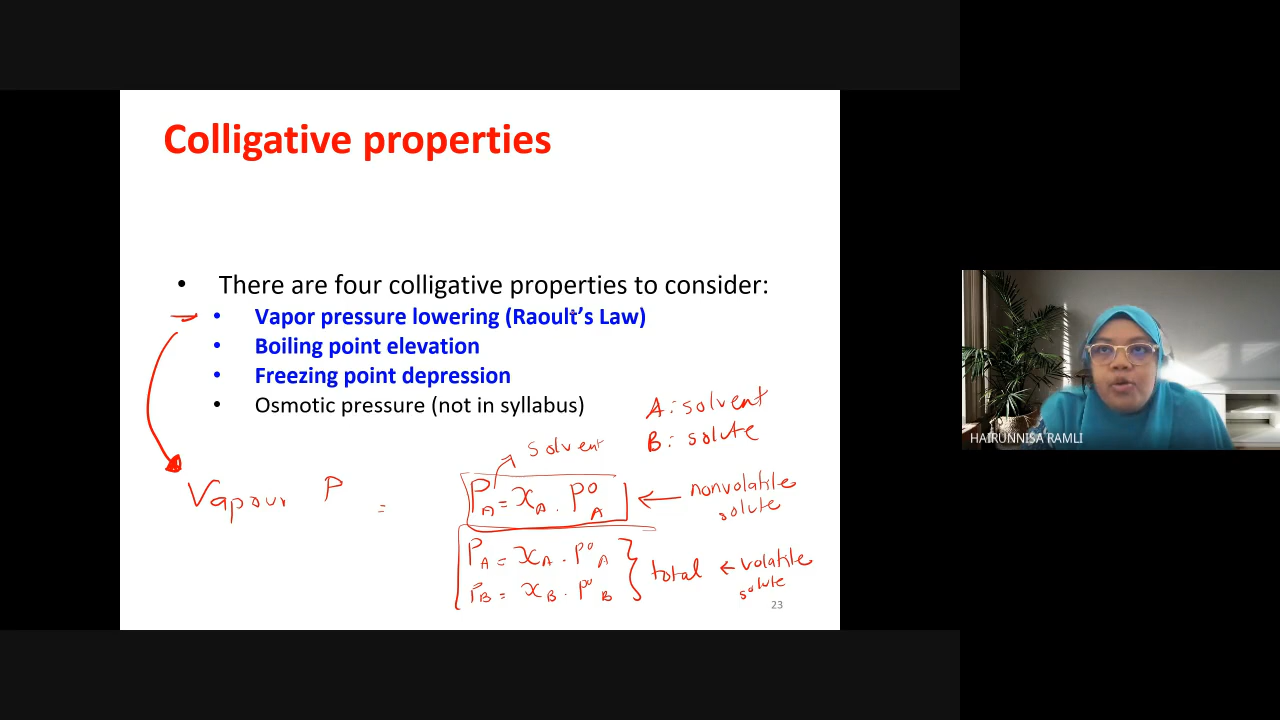 Colligative properties
• There are four colligative properties to consider:
• Vapor pressure lowering (Raoult's Law)
• Boiling point elevation
• Freezing point depression
• Osmotic pressure (not in syllabus)
A: solvent
B: solute
solvent
Vapour P = P_A = x_A . P°_A ← nonvolatile solute
P_A = x_A . P°_A
P_B = x_B . P°_B } total ← volatile solute
23
HAIRUNNISA RAMLI